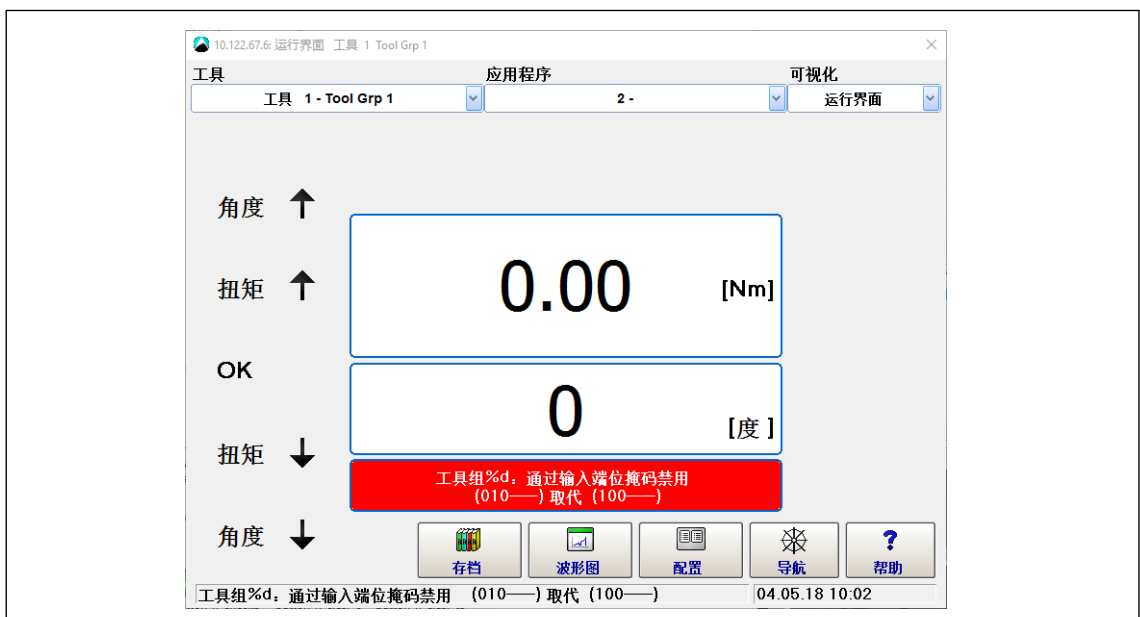 10.122.67.6: 运行界面 工具 1 Tool Grp 1
工具 应用程序 可视化
工具 1 - Tool Grp 1 2 - 运行界面
角度
扭矩
0.00 [Nm]
OK
0 [度]
扭矩
工具组%d：通过输入端位掩码禁用
(010——) 取代 (100——)
角度
存档 波形图 配置 导航 帮助
工具组%d：通过输入端位掩码禁用 (010——) 取代 (100——) 04.05.18 10:02